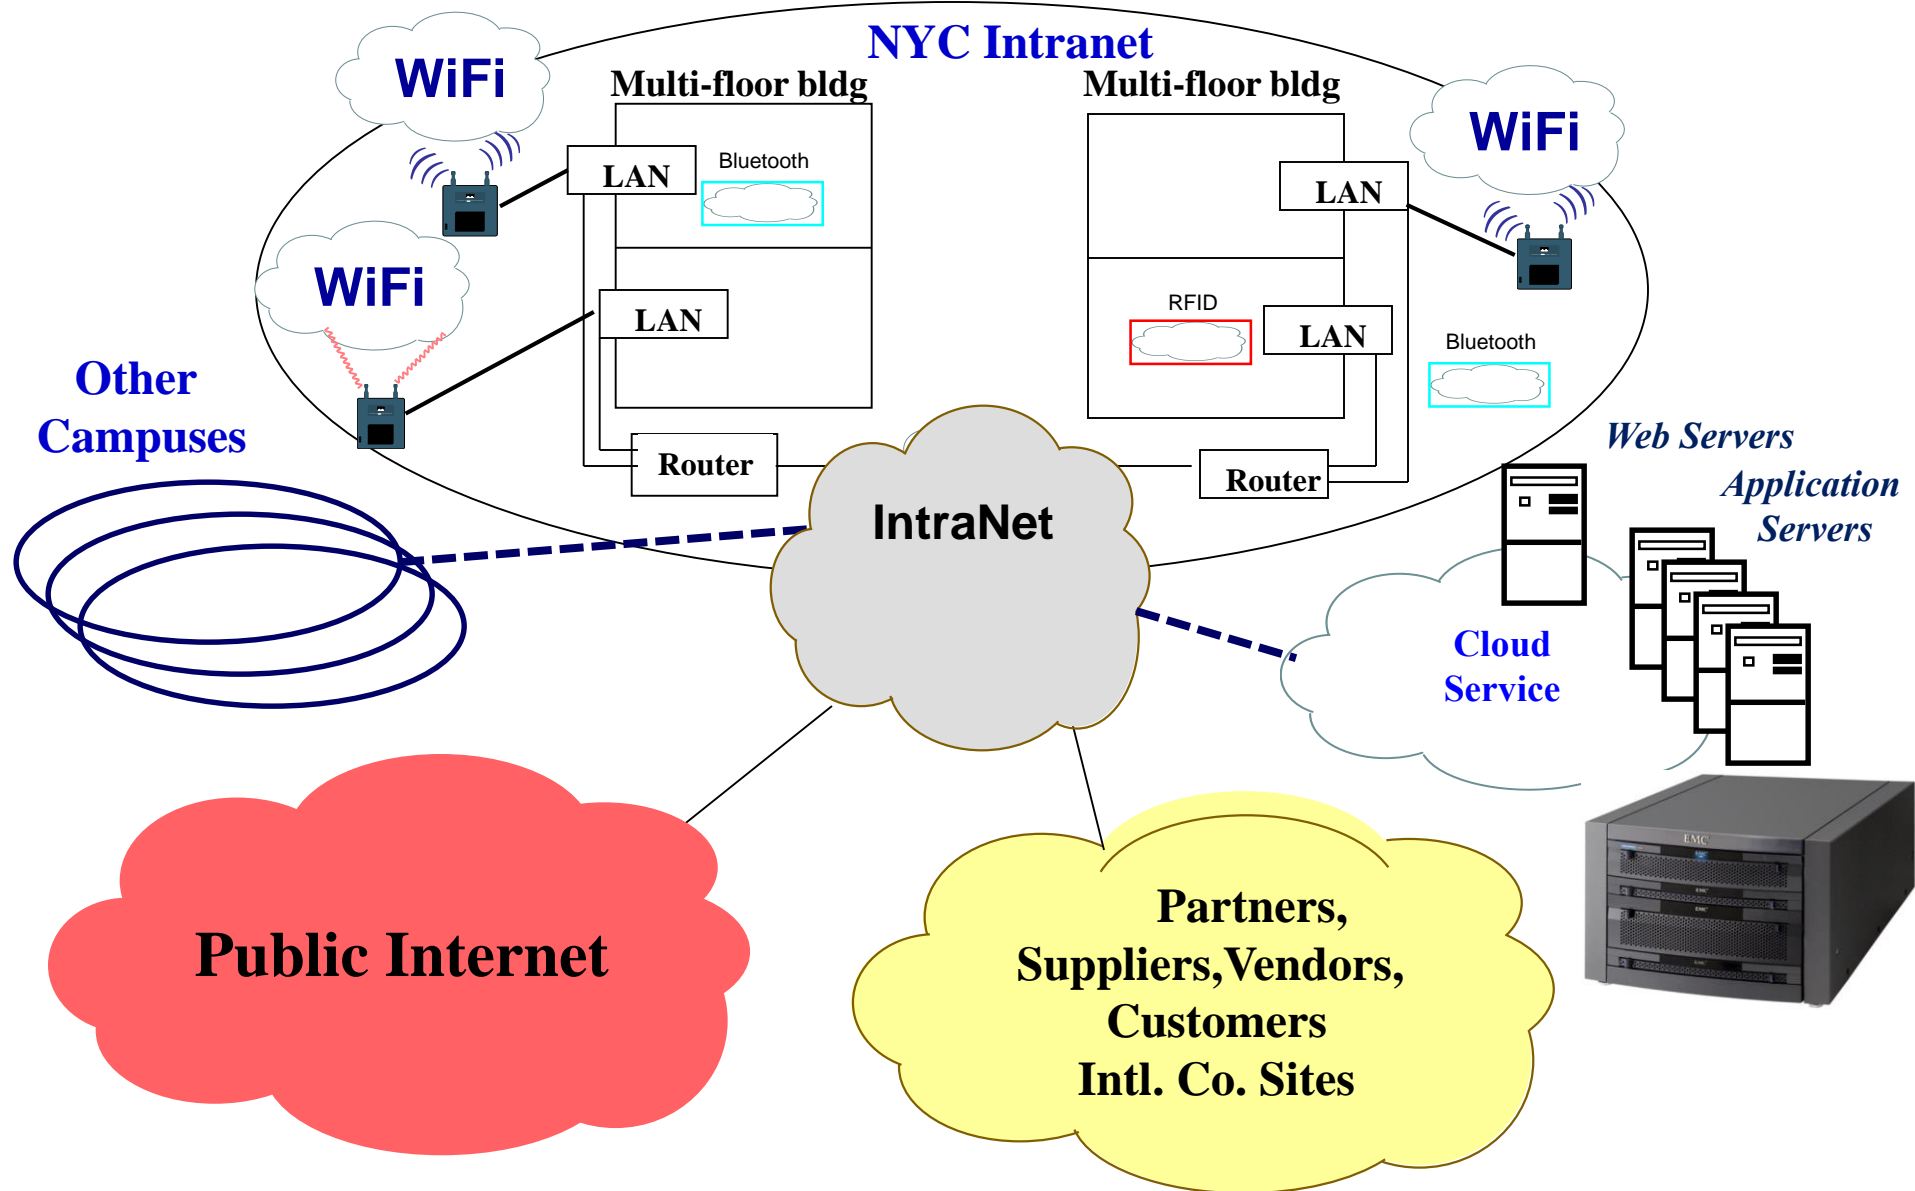 NYC Intranet
WiFi
Multi-floor bldg
Multi-floor bldg
WiFi
LAN
Bluetooth
LAN
WiFi
LAN
RFID
LAN
Bluetooth
Other
Campuses
Router
Router
Web Servers
Application
Servers
IntraNet
Cloud
Service
EMC
EMC
EMC
Public Internet
Partners,
Suppliers,Vendors,
Customers
Intl. Co. Sites